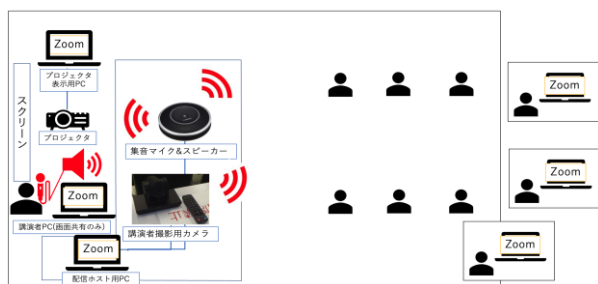 Zoom
プロジェクタ
表示用PC
スクリーン
プロジェクタ
集音マイク&スピーカー
Zoom
講演者PC(画面共有のみ)
講演者撮影用カメラ
Zoom
配信ホスト用PC
Zoom
Zoom
Zoom